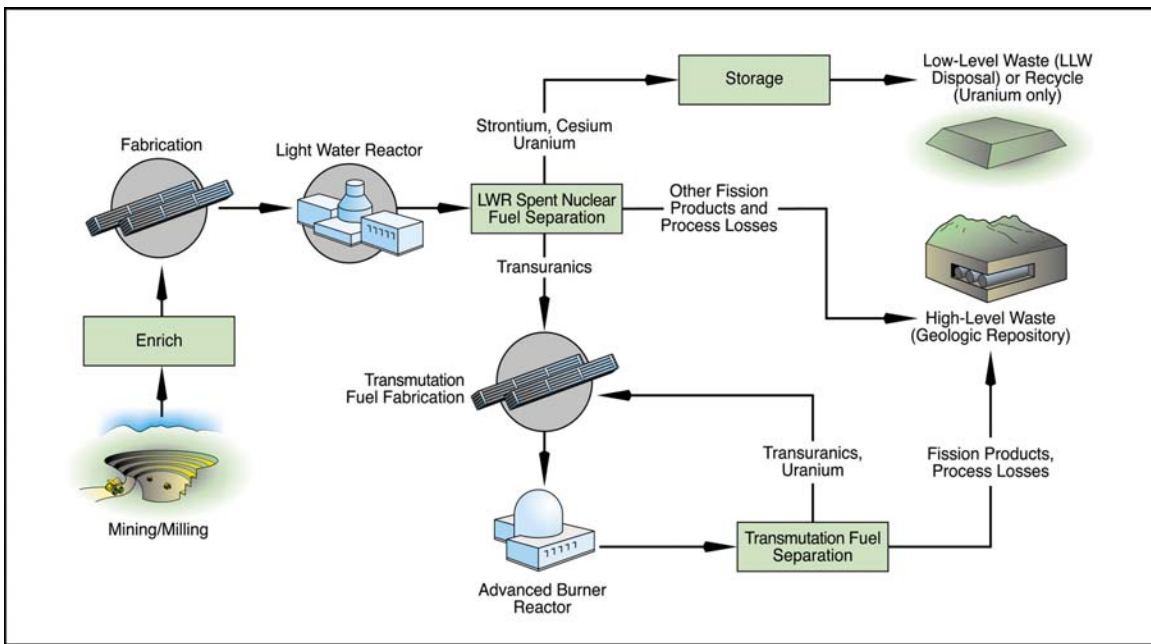 Low-Level Waste (LLW
Disposal) or Recycle
(Uranium only)
Storage
Strontium, Cesium
Uranium
Fabrication
Light Water Reactor
LWR Spent Nuclear
Fuel Separation
Other Fission
Products and
Process Losses
Transuranics
High-Level Waste
(Geologic Repository)
Enrich
Transmutation
Fuel Fabrication
Transuranics,
Uranium
Fission Products,
Process Losses
Mining/Milling
Transmutation Fuel
Separation
Advanced Burner
Reactor